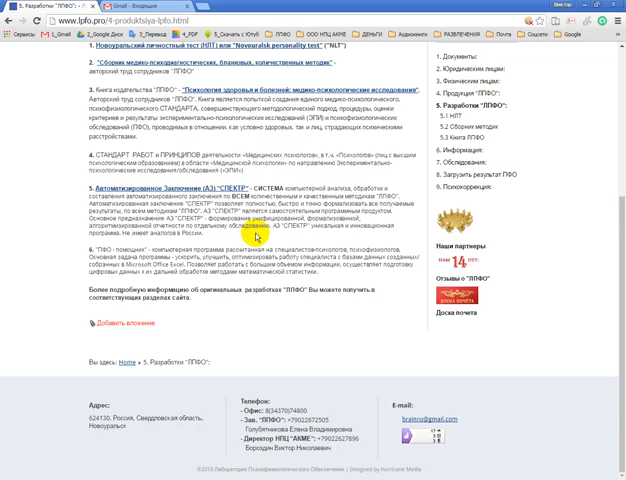 5. Разработки "ЛПФО": -
Gmail - Входящие
Виктор
www.lpfo.pro/4-produktsiya-lpfo.html
Сервисы 1_Gmail 2_Google Диск 3_Перевод 4_PDF 5_Скачать с Ютуб ЛПФО ООО НПЦ АКМЕ ДЕНЬГИ Аудиокниги РАЗВЛЕЧЕНИЯ Почты Соцсети Google
1. Новоуральский личностный тест (НЛТ) или "Novouralsk personality test" ("NLT")
2. "Сборник медико-психодиагностических, бланковых, количественных методик" -
авторский труд сотрудников "ЛПФО"
3. Книга издательства "ЛПФО" - "Психология здоровья и болезней: медико-психологические исследования".
Авторский труд сотрудников "ЛПФО". Книга является попыткой создания единого медико-психологического,
психофизиологического СТАНДАРТА, совершенствующего методологический подход, процедуры, оценки
критериев и результаты экспериментально-психологических исследований (ЭПИ) и психофизиологических
обследований (ПФО), проводимых в отношении, как условно здоровых, так и лиц, страдающих психическими
расстройствами.
4. СТАНДАРТ РАБОТ и ПРИНЦИПОВ деятельности «Медицинских психологов», в т.ч. «Психологов» (лиц с высшим
психологическим образованием) в области «Медицинской психологии» по направлению Экспериментально-
Психологические исследования/обследования («ЭПИ»)
5. Автоматизированное Заключение (АЗ) "СПЕКТР" - СИСТЕМА компьютерной анализа, обработки и
составления автоматизированного заключения по ВСЕМ количественным и качественным методикам "ЛПФО".
Автоматизированная заключение "СПЕКТР" позволяет полностью, быстро и точно формализовать все получаемые
результаты, по всем методикам "ЛПФО". АЗ "СПЕКТР" является самостоятельным программным продуктом.
Основное предназначение АЗ "СПЕКТР" - формирование унифицированной, формализованной,
алгоритмизированной отчетности по отдельному обследованию. АЗ "СПЕКТР" уникальная и инновационная
программа. Не имеет аналогов в России.
6. "ПФО - помощник" - компьютерная программа рассчитанная на специалистов-психологов, психофизиологов.
Основная задача программы - ускорить, улучшить, оптимизировать работу специалиста с базами данных созданных/
собранных в Microsoft Office Excel. Позволяет работать с большим объемом информации, осуществляет подготовку
цифровых данных к их дальней обработке методами математической статистики.
Более подробную информацию об оригинальных разработках "ЛПФО" Вы можете получить в
соответствующих разделах сайта.
Добавить вложение
1. Документы:
2. Юридическим лицам:
3. Физическим лицам:
4. Продукция "ЛПФО":
5. Разработки "ЛПФО":
5.1 НЛТ
5.2 Сборник методик
5.3 Книга ЛПФО
6. Информация:
7. Обследования:
8. Загрузить результат ПФО
9. Психокоррекция:
Наши партнеры
НАМ 14 ЛЕТ!
Отзывы о "ЛПФО"
ДОСКА ПОЧЕТА
Доска почета
Вы здесь: Home 5. Разработки "ЛПФО":
Адрес:
624130, Россия, Свердловская область,
Новоуральск
Телефон:
- Офис: 8(34370)74800
- Зав. "ЛПФО": +79022672505
Голубятникова Елена Владимировна
- Директор НПЦ "АКМЕ": +79022627896
Бороздин Виктор Николаевич
E-mail:
brainru@gmail.com
©2015 Лаборатория Психофизиологического Обеспечения | Designed by Hurricane Media